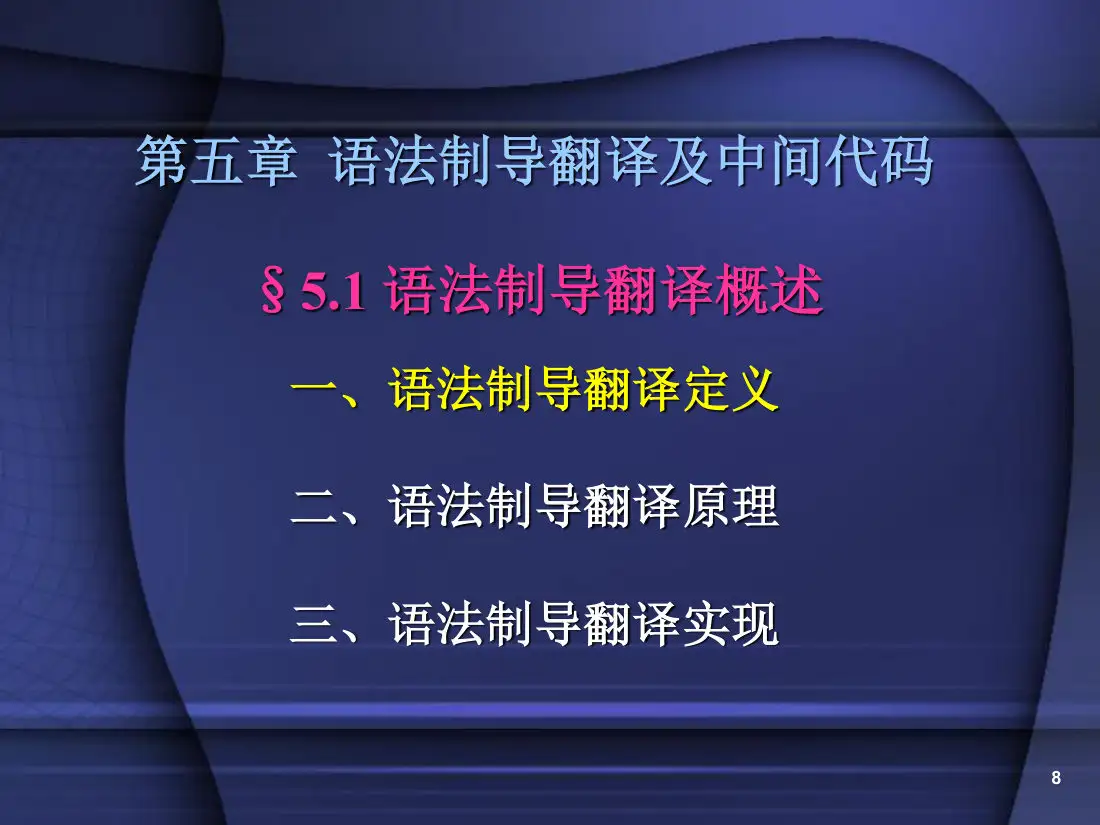 第五章 语法制导翻译及中间代码
§5.1 语法制导翻译概述
一、语法制导翻译定义
二、语法制导翻译原理
三、语法制导翻译实现
8